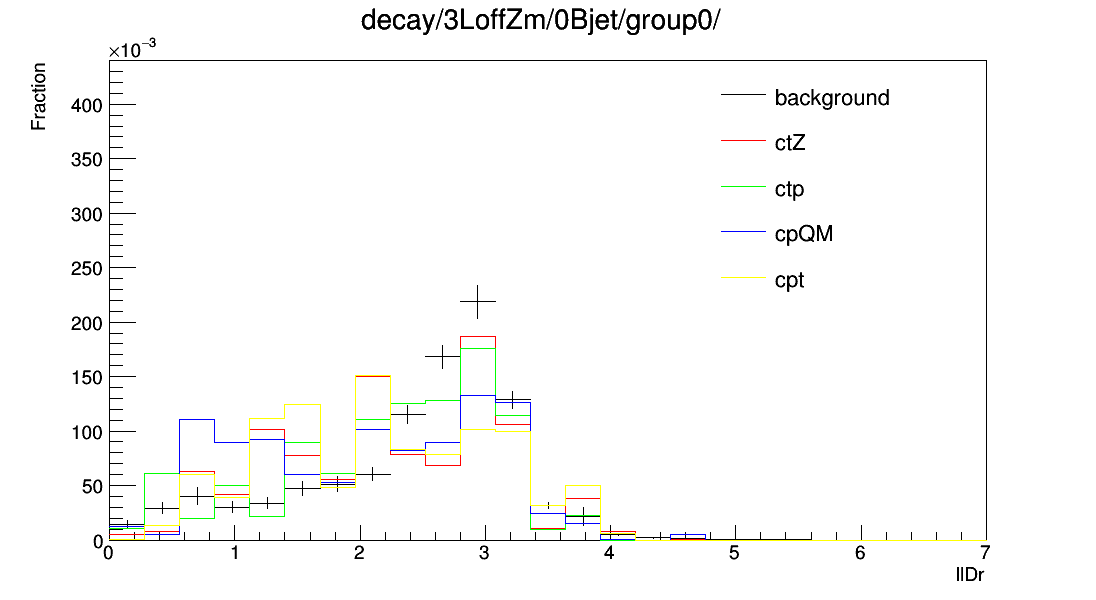 decay/3LoffZm/0Bjet/group0/
×10⁻³
Fraction
400
350
300
250
200
150
100
50
0
background
ctZ
ctp
cpQM
cpt
0 1 2 3 4 5 6 7
llDr